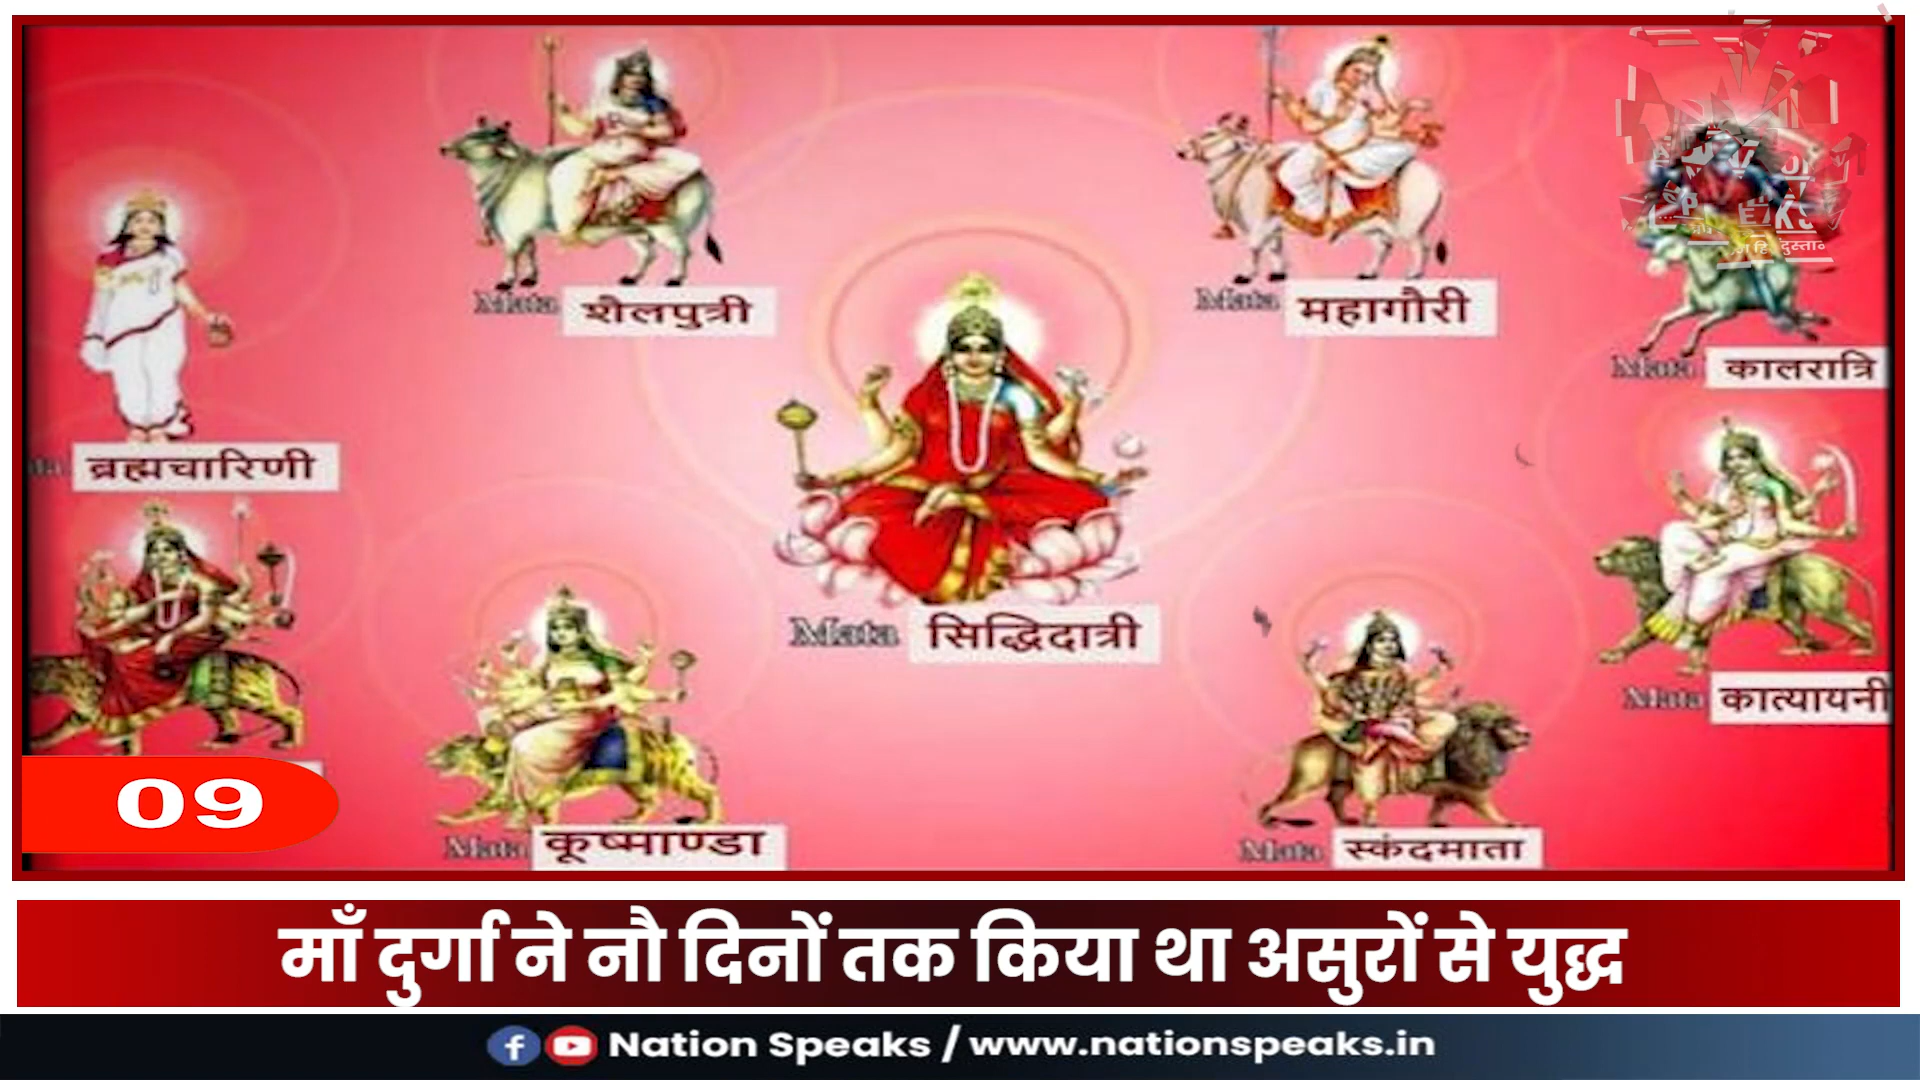 Mata शैलपुत्री
Mata महागौरी
Mata कालरात्रि
ब्रह्मचारिणी
Mata सिद्धिदात्री
Mata कात्यायनी
09
Mata कूष्माण्डा
Mata स्कंदमाता
माँ दुर्गा ने नौ दिनों तक किया था असुरों से युद्ध
Nation Speaks / www.nationspeaks.in